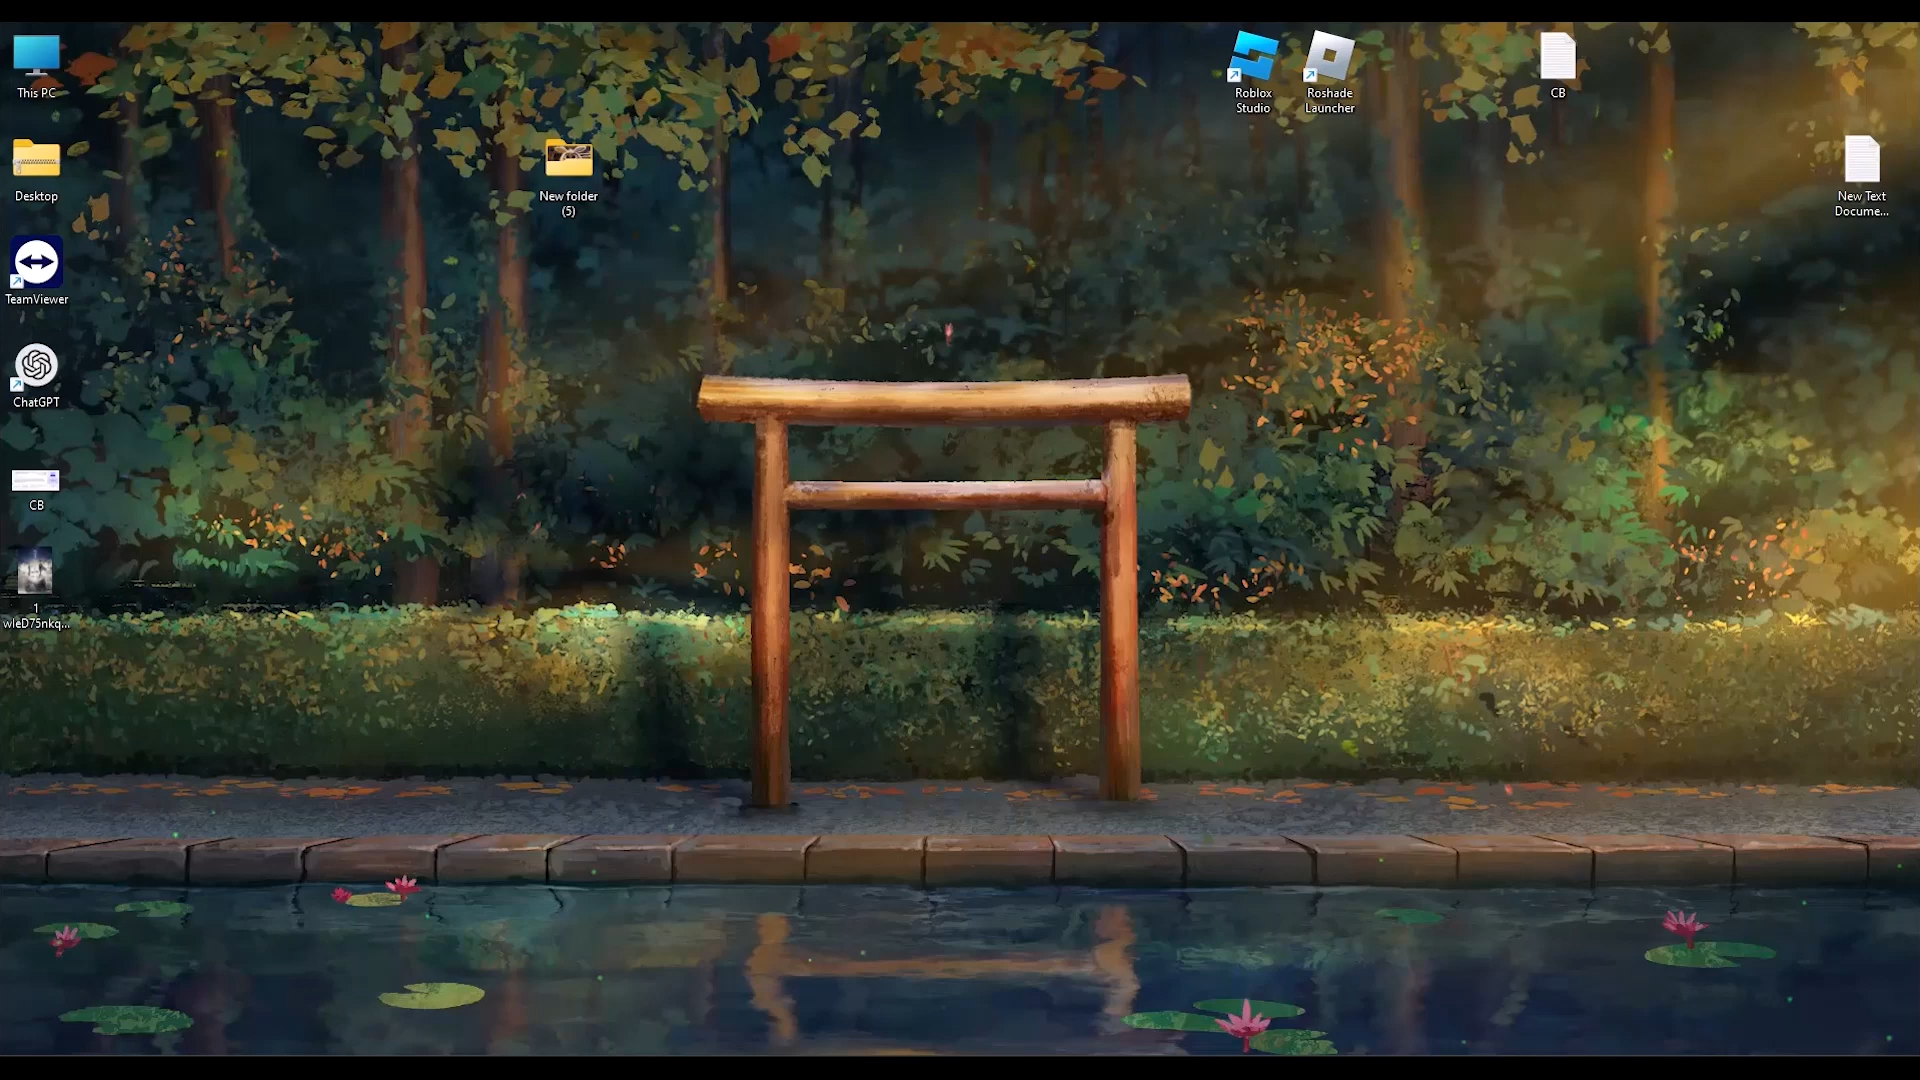 This PC
Desktop
TeamViewer
ChatGPT
CB
1
wleD75nkq...
New folder
(5)
Roblox
Studio
Roshade
Launcher
CB
New Text
Docume...